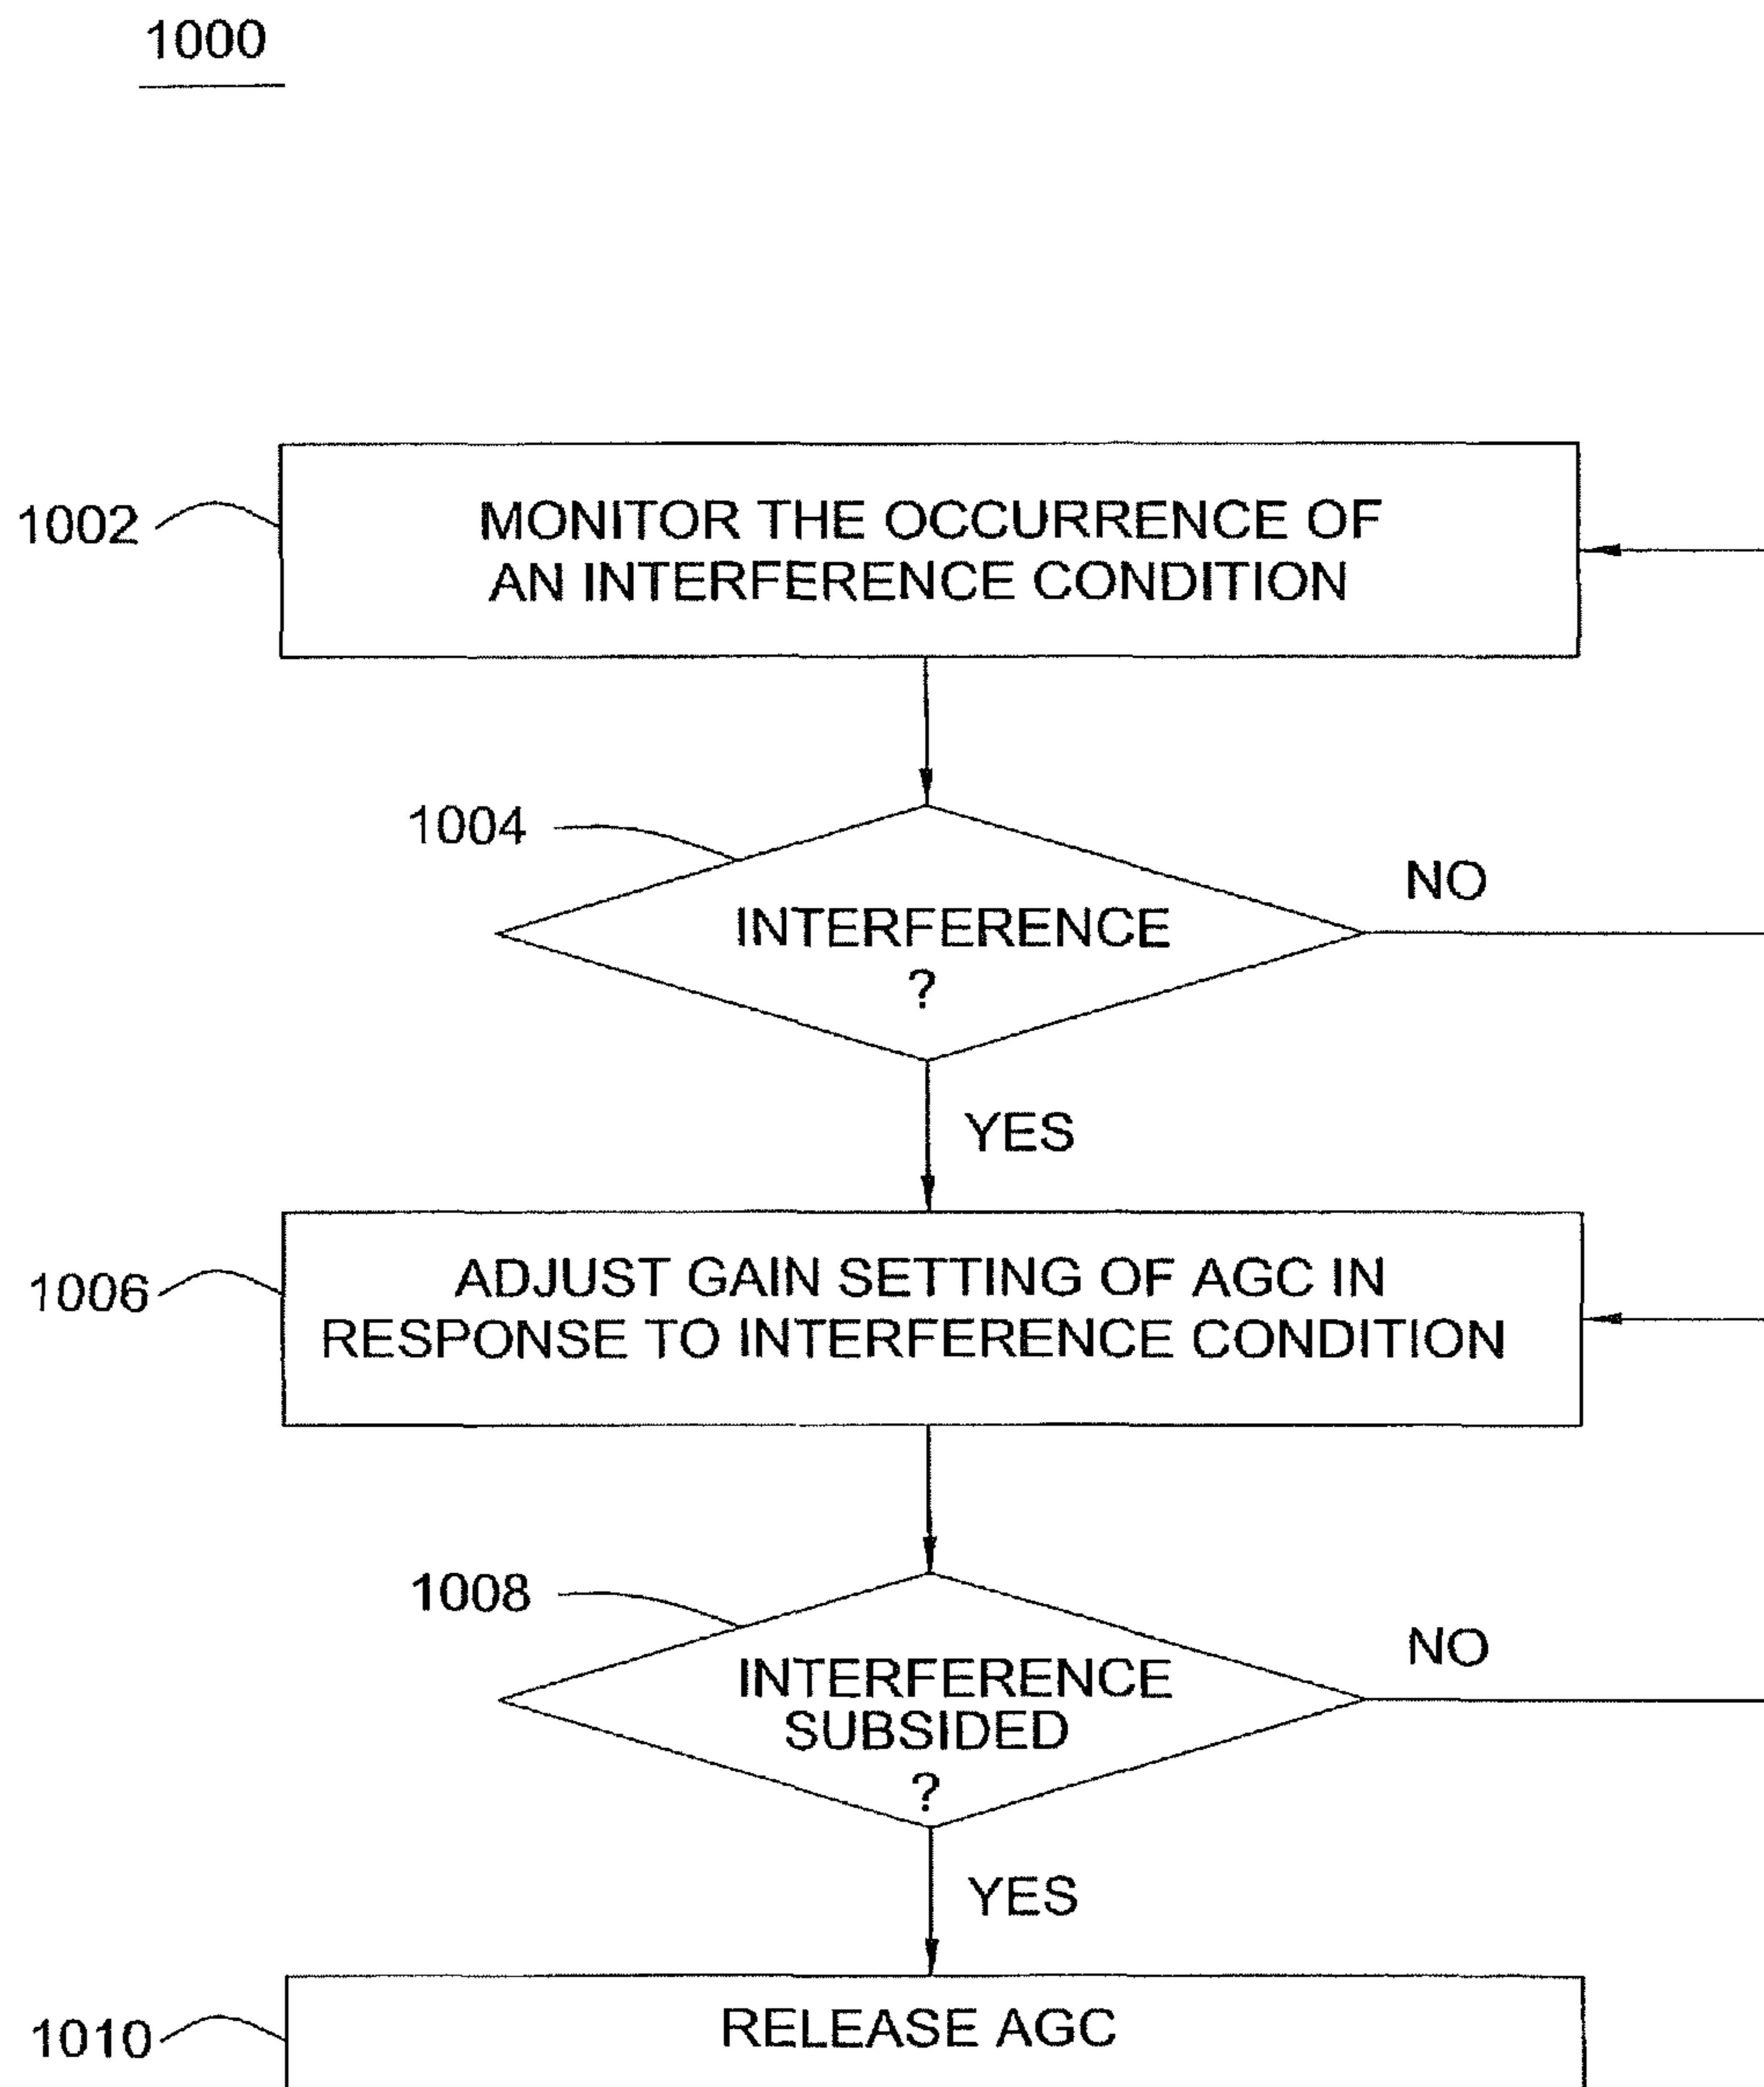 1000
1002
MONITOR THE OCCURRENCE OF
AN INTERFERENCE CONDITION
1004
INTERFERENCE
?
NO
YES
1006
ADJUST GAIN SETTING OF AGC IN
RESPONSE TO INTERFERENCE CONDITION
1008
INTERFERENCE
SUBSIDED
?
NO
YES
1010
RELEASE AGC